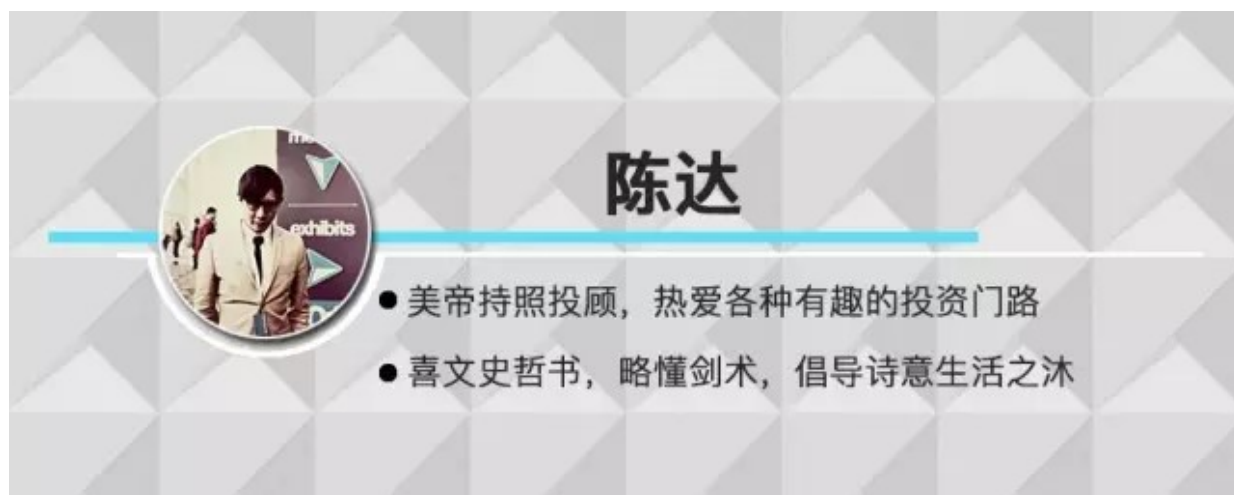 陈达
exhibits
美帝持照投顾，热爱各种有趣的投资门路
喜文史哲书，略懂剑术，倡导诗意生活之沐